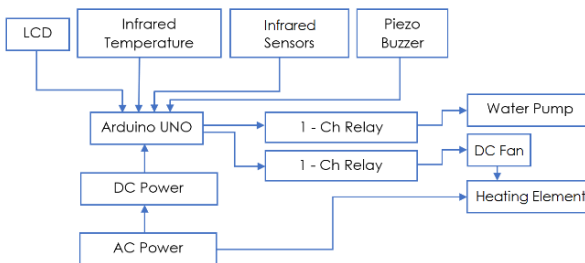 LCD
Infrared
Temperature
Infrared
Sensors
Piezo
Buzzer
Arduino UNO
1 - Ch Relay
Water Pump
1 - Ch Relay
DC Fan
DC Power
Heating Element
AC Power